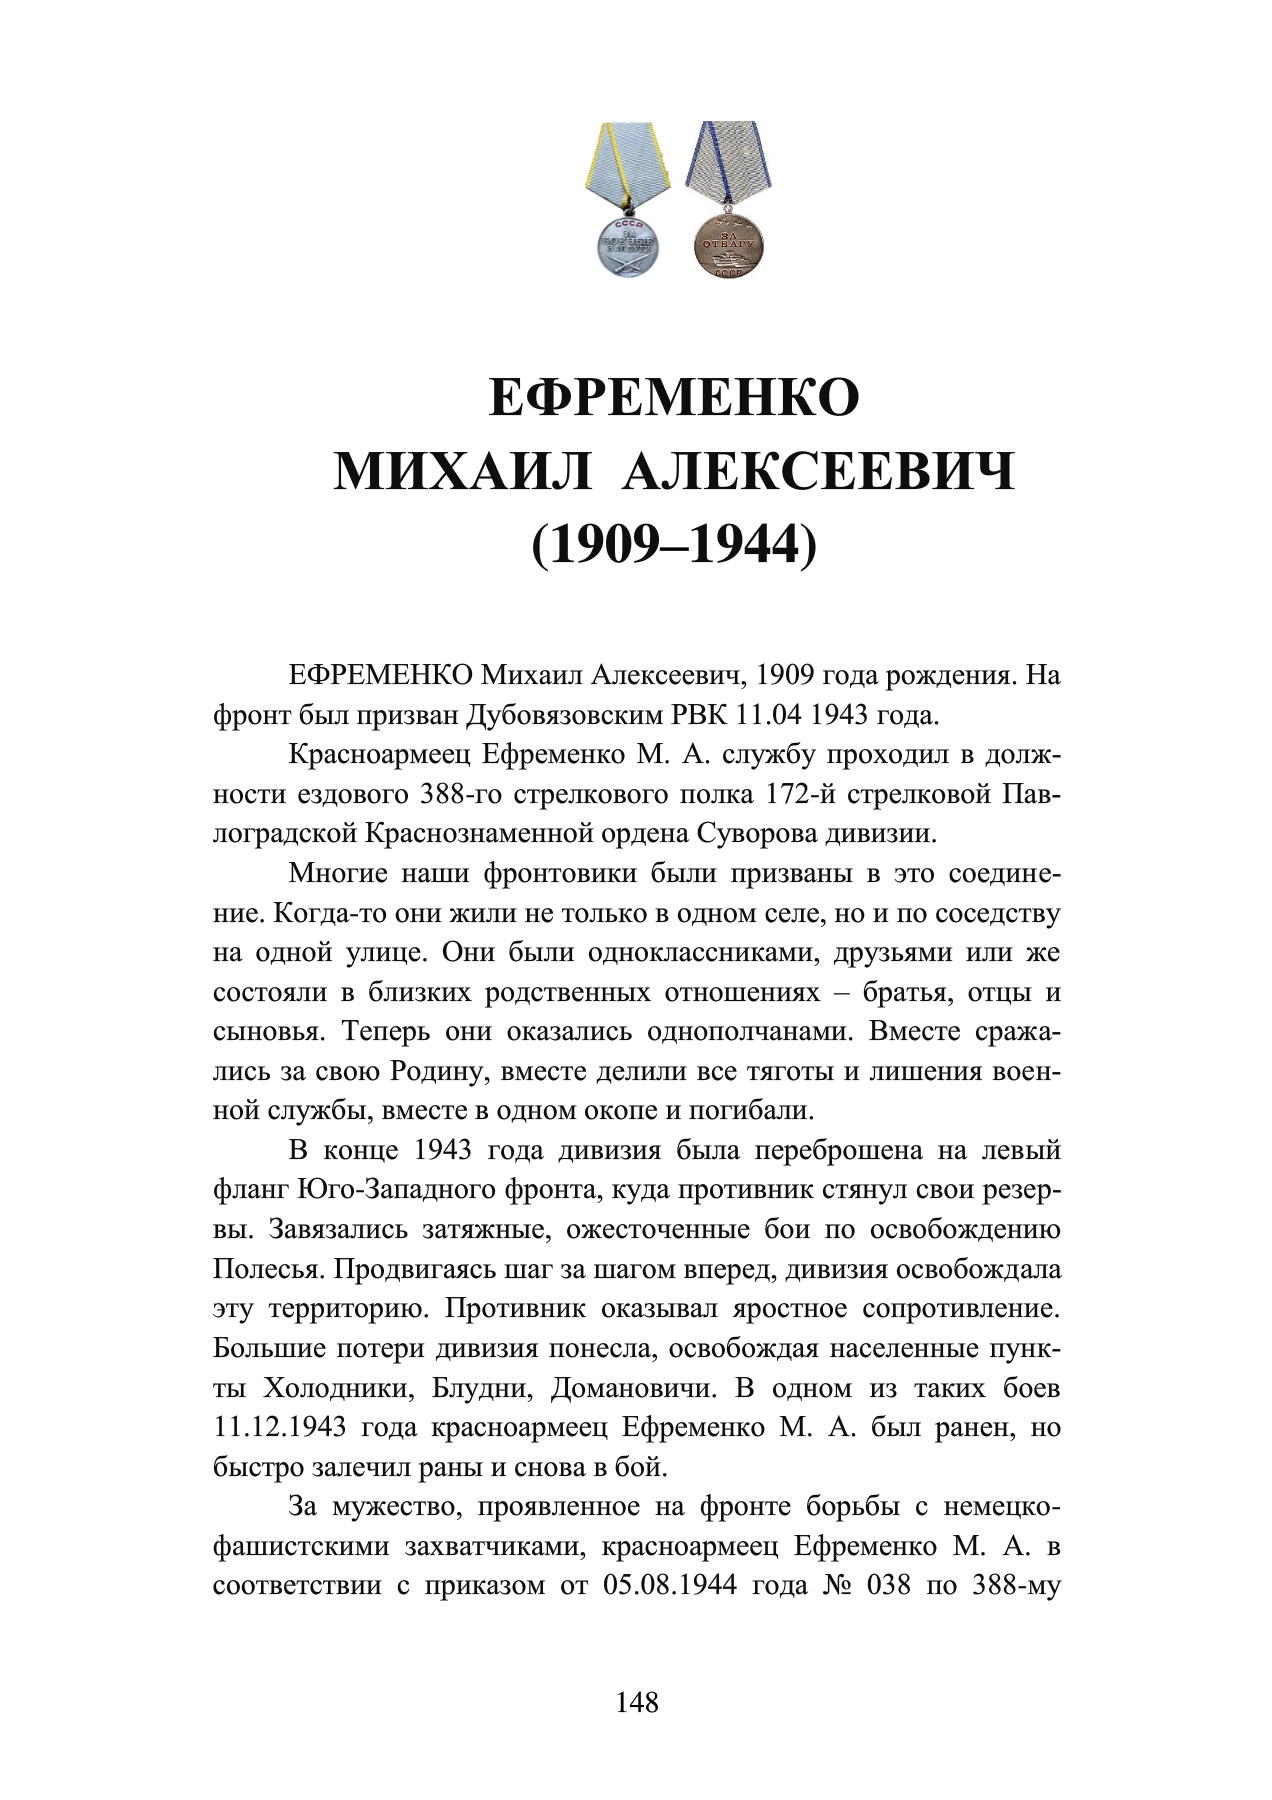 СССР
ЗА
БОЕВЫЕ
ЗАСЛУГИ
ЗА
ОТВАГУ
СССР
ЕФРЕМЕНКО
МИХАИЛ АЛЕКСЕЕВИЧ
(1909–1944)
ЕФРЕМЕНКО Михаил Алексеевич, 1909 года рождения. На
фронт был призван Дубовязовским РВК 11.04 1943 года.
Красноармеец Ефременко М. А. службу проходил в долж-
ности ездового 388-го стрелкового полка 172-й стрелковой Пав-
лоградской Краснознаменной ордена Суворова дивизии.
Многие наши фронтовики были призваны в это соедине-
ние. Когда-то они жили не только в одном селе, но и по соседству
на одной улице. Они были одноклассниками, друзьями или же
состояли в близких родственных отношениях – братья, отцы и
сыновья. Теперь они оказались однополчанами. Вместе сража-
лись за свою Родину, вместе делили все тяготы и лишения воен-
ной службы, вместе в одном окопе и погибали.
В конце 1943 года дивизия была переброшена на левый
фланг Юго-Западного фронта, куда противник стянул свои резер-
вы. Завязались затяжные, ожесточенные бои по освобождению
Полесья. Продвигаясь шаг за шагом вперед, дивизия освобождала
эту территорию. Противник оказывал яростное сопротивление.
Большие потери дивизия понесла, освобождая населенные пунк-
ты Холодники, Блудни, Домановичи. В одном из таких боев
11.12.1943 года красноармеец Ефременко М. А. был ранен, но
быстро залечил раны и снова в бой.
За мужество, проявленное на фронте борьбы с немецко-
фашистскими захватчиками, красноармеец Ефременко М. А. в
соответствии с приказом от 05.08.1944 года № 038 по 388-му
148